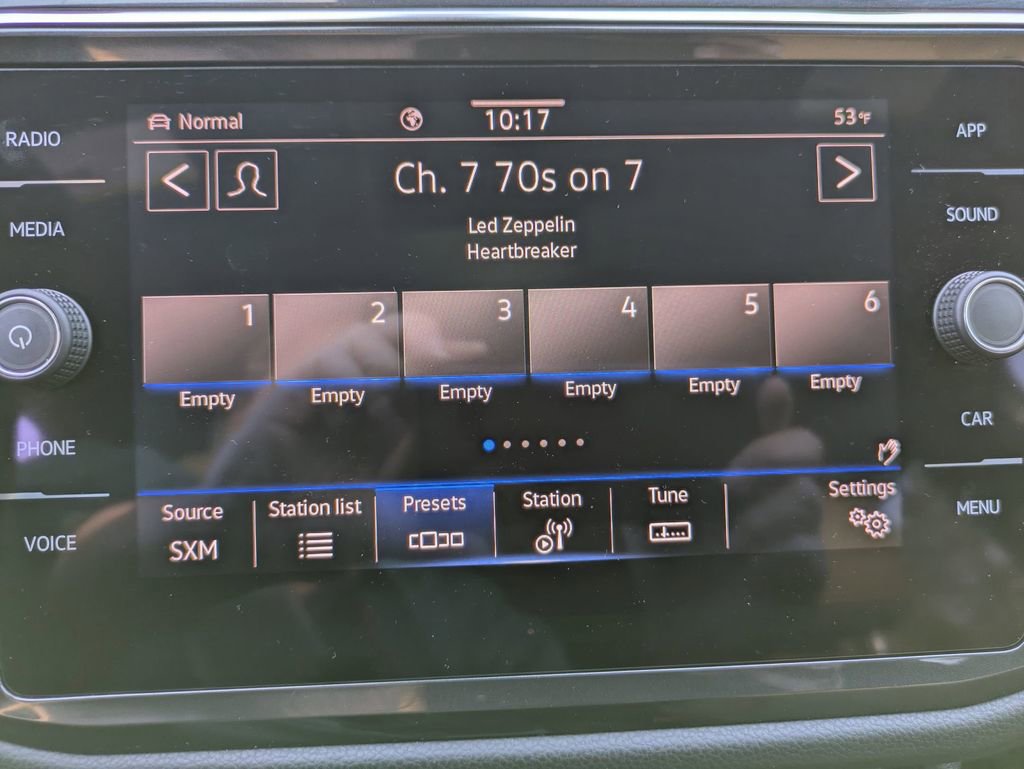 Normal 10:17 53°F
RADIO
APP
Ch. 7 70s on 7
MEDIA
SOUND
Led Zeppelin
Heartbreaker
1 2 3 4 5 6
Empty Empty Empty Empty Empty Empty
PHONE
CAR
Source Station list Presets Station Tune Settings
SXM
VOICE
MENU